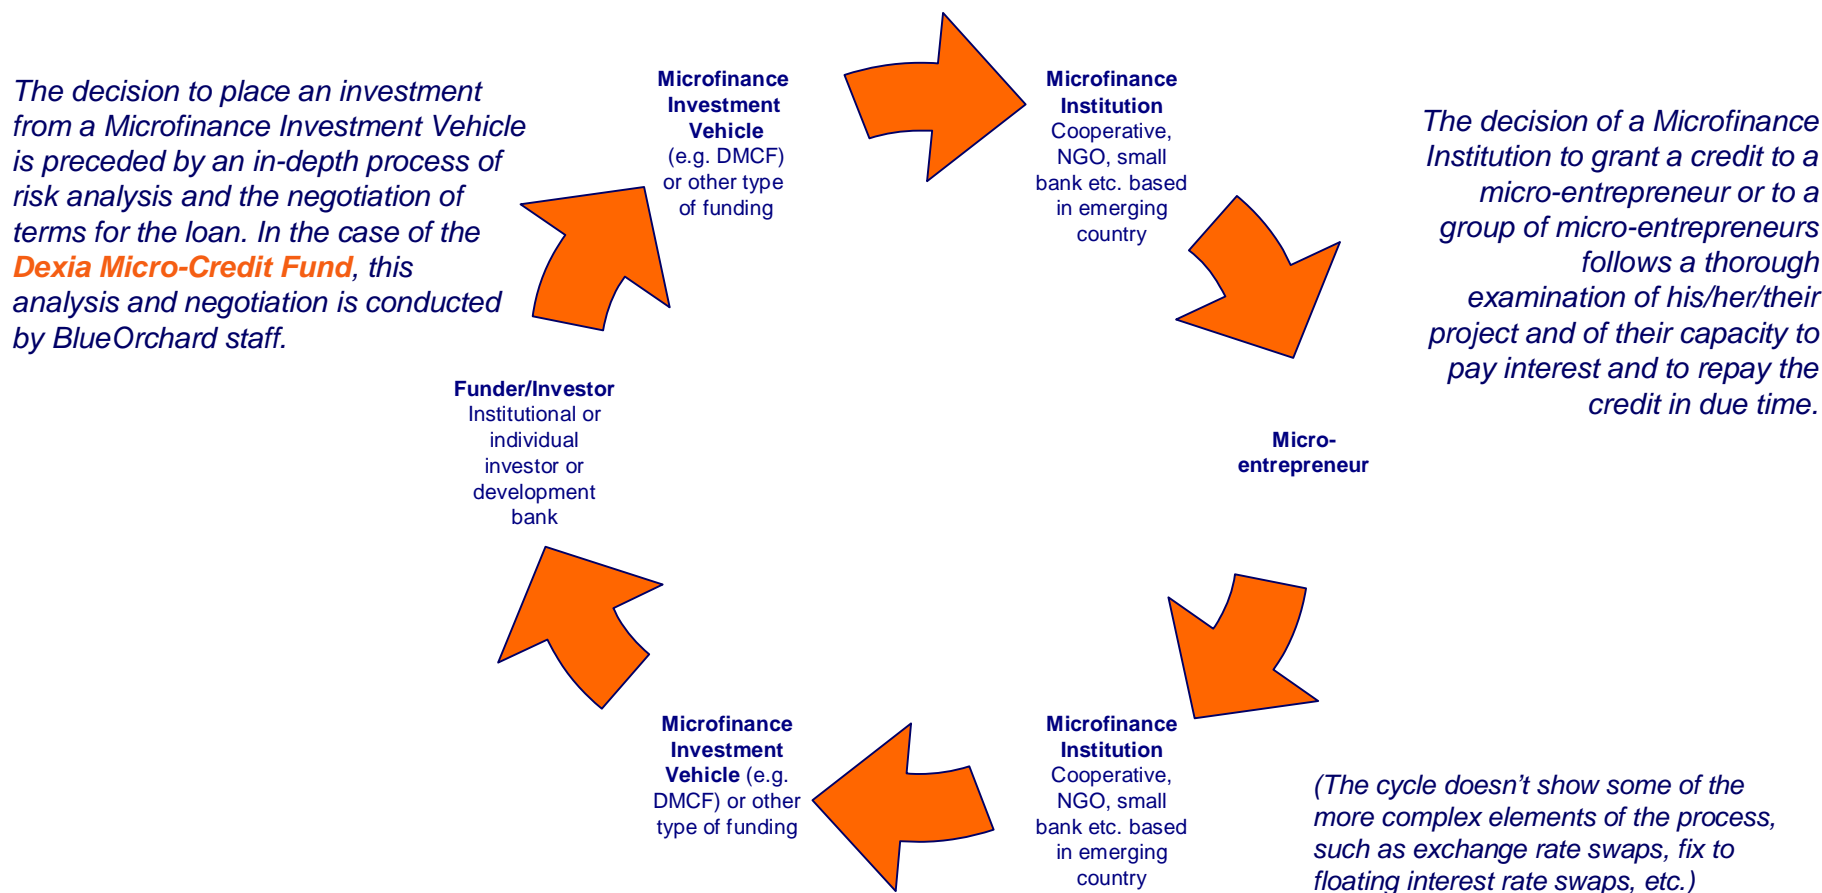 The decision to place an investment
from a Microfinance Investment Vehicle
is preceded by an in-depth process of
risk analysis and the negotiation of
terms for the loan. In the case of the
Dexia Micro-Credit Fund, this
analysis and negotiation is conducted
by BlueOrchard staff.
Microfinance
Investment
Vehicle
(e.g. DMCF)
or other type
of funding
Microfinance
Institution
Cooperative,
NGO, small
bank etc. based
in emerging
country
The decision of a Microfinance
Institution to grant a credit to a
micro-entrepreneur or to a
group of micro-entrepreneurs
follows a thorough
examination of his/her/their
project and of their capacity to
pay interest and to repay the
credit in due time.
Funder/Investor
Institutional or
individual
investor or
development
bank
Micro-
entrepreneur
Microfinance
Investment
Vehicle (e.g.
DMCF) or other
type of funding
Microfinance
Institution
Cooperative,
NGO, small
bank etc. based
in emerging
country
(The cycle doesn’t show some of the
more complex elements of the process,
such as exchange rate swaps, fix to
floating interest rate swaps, etc.)